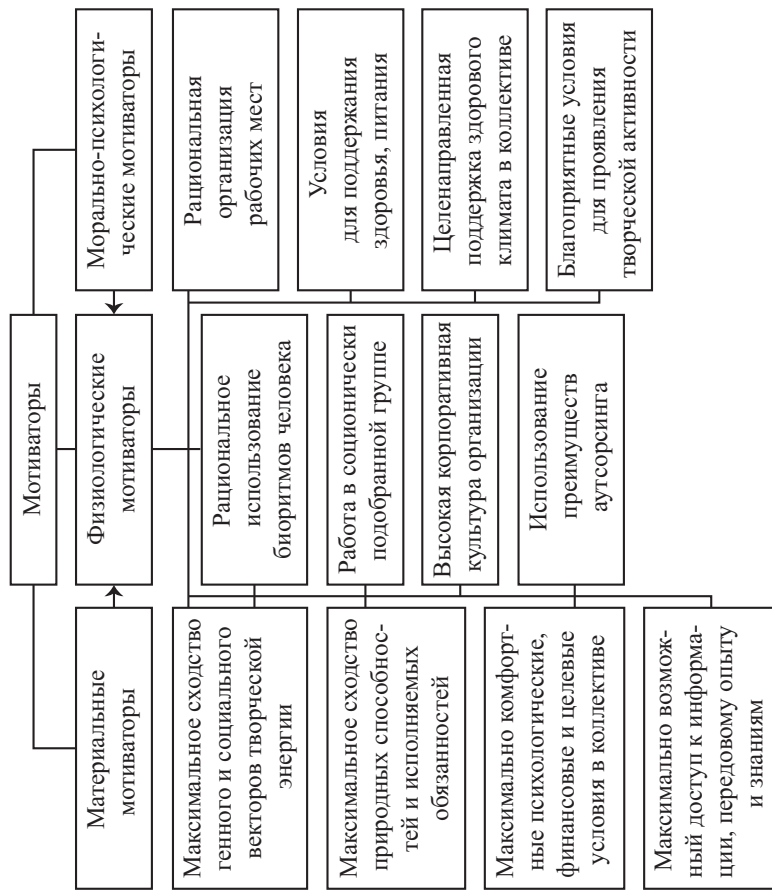 Мотиваторы
Материальные
мотиваторы
Физиологические
мотиваторы
Морально-психологи-
ческие мотиваторы
Максимальное сходство
генного и социального
векторов творческой
энергии
Рациональное
использование
биоритмов человека
Рациональная
организация
рабочих мест
Максимальное сходство
природных способнос-
тей и исполняемых
обязанностей
Работа в соционически
подобранной группе
Условия
для поддержания
здоровья, питания
Максимально комфорт-
ные психологические,
финансовые и целевые
условия в коллективе
Высокая корпоративная
культура организации
Целенаправленная
поддержка здорового
климата в коллективе
Максимально возмож-
ный доступ к информа-
ции, передовому опыту
и знаниям
Использование
преимуществ
аутсорсинга
Благоприятные условия
для проявления
творческой активности